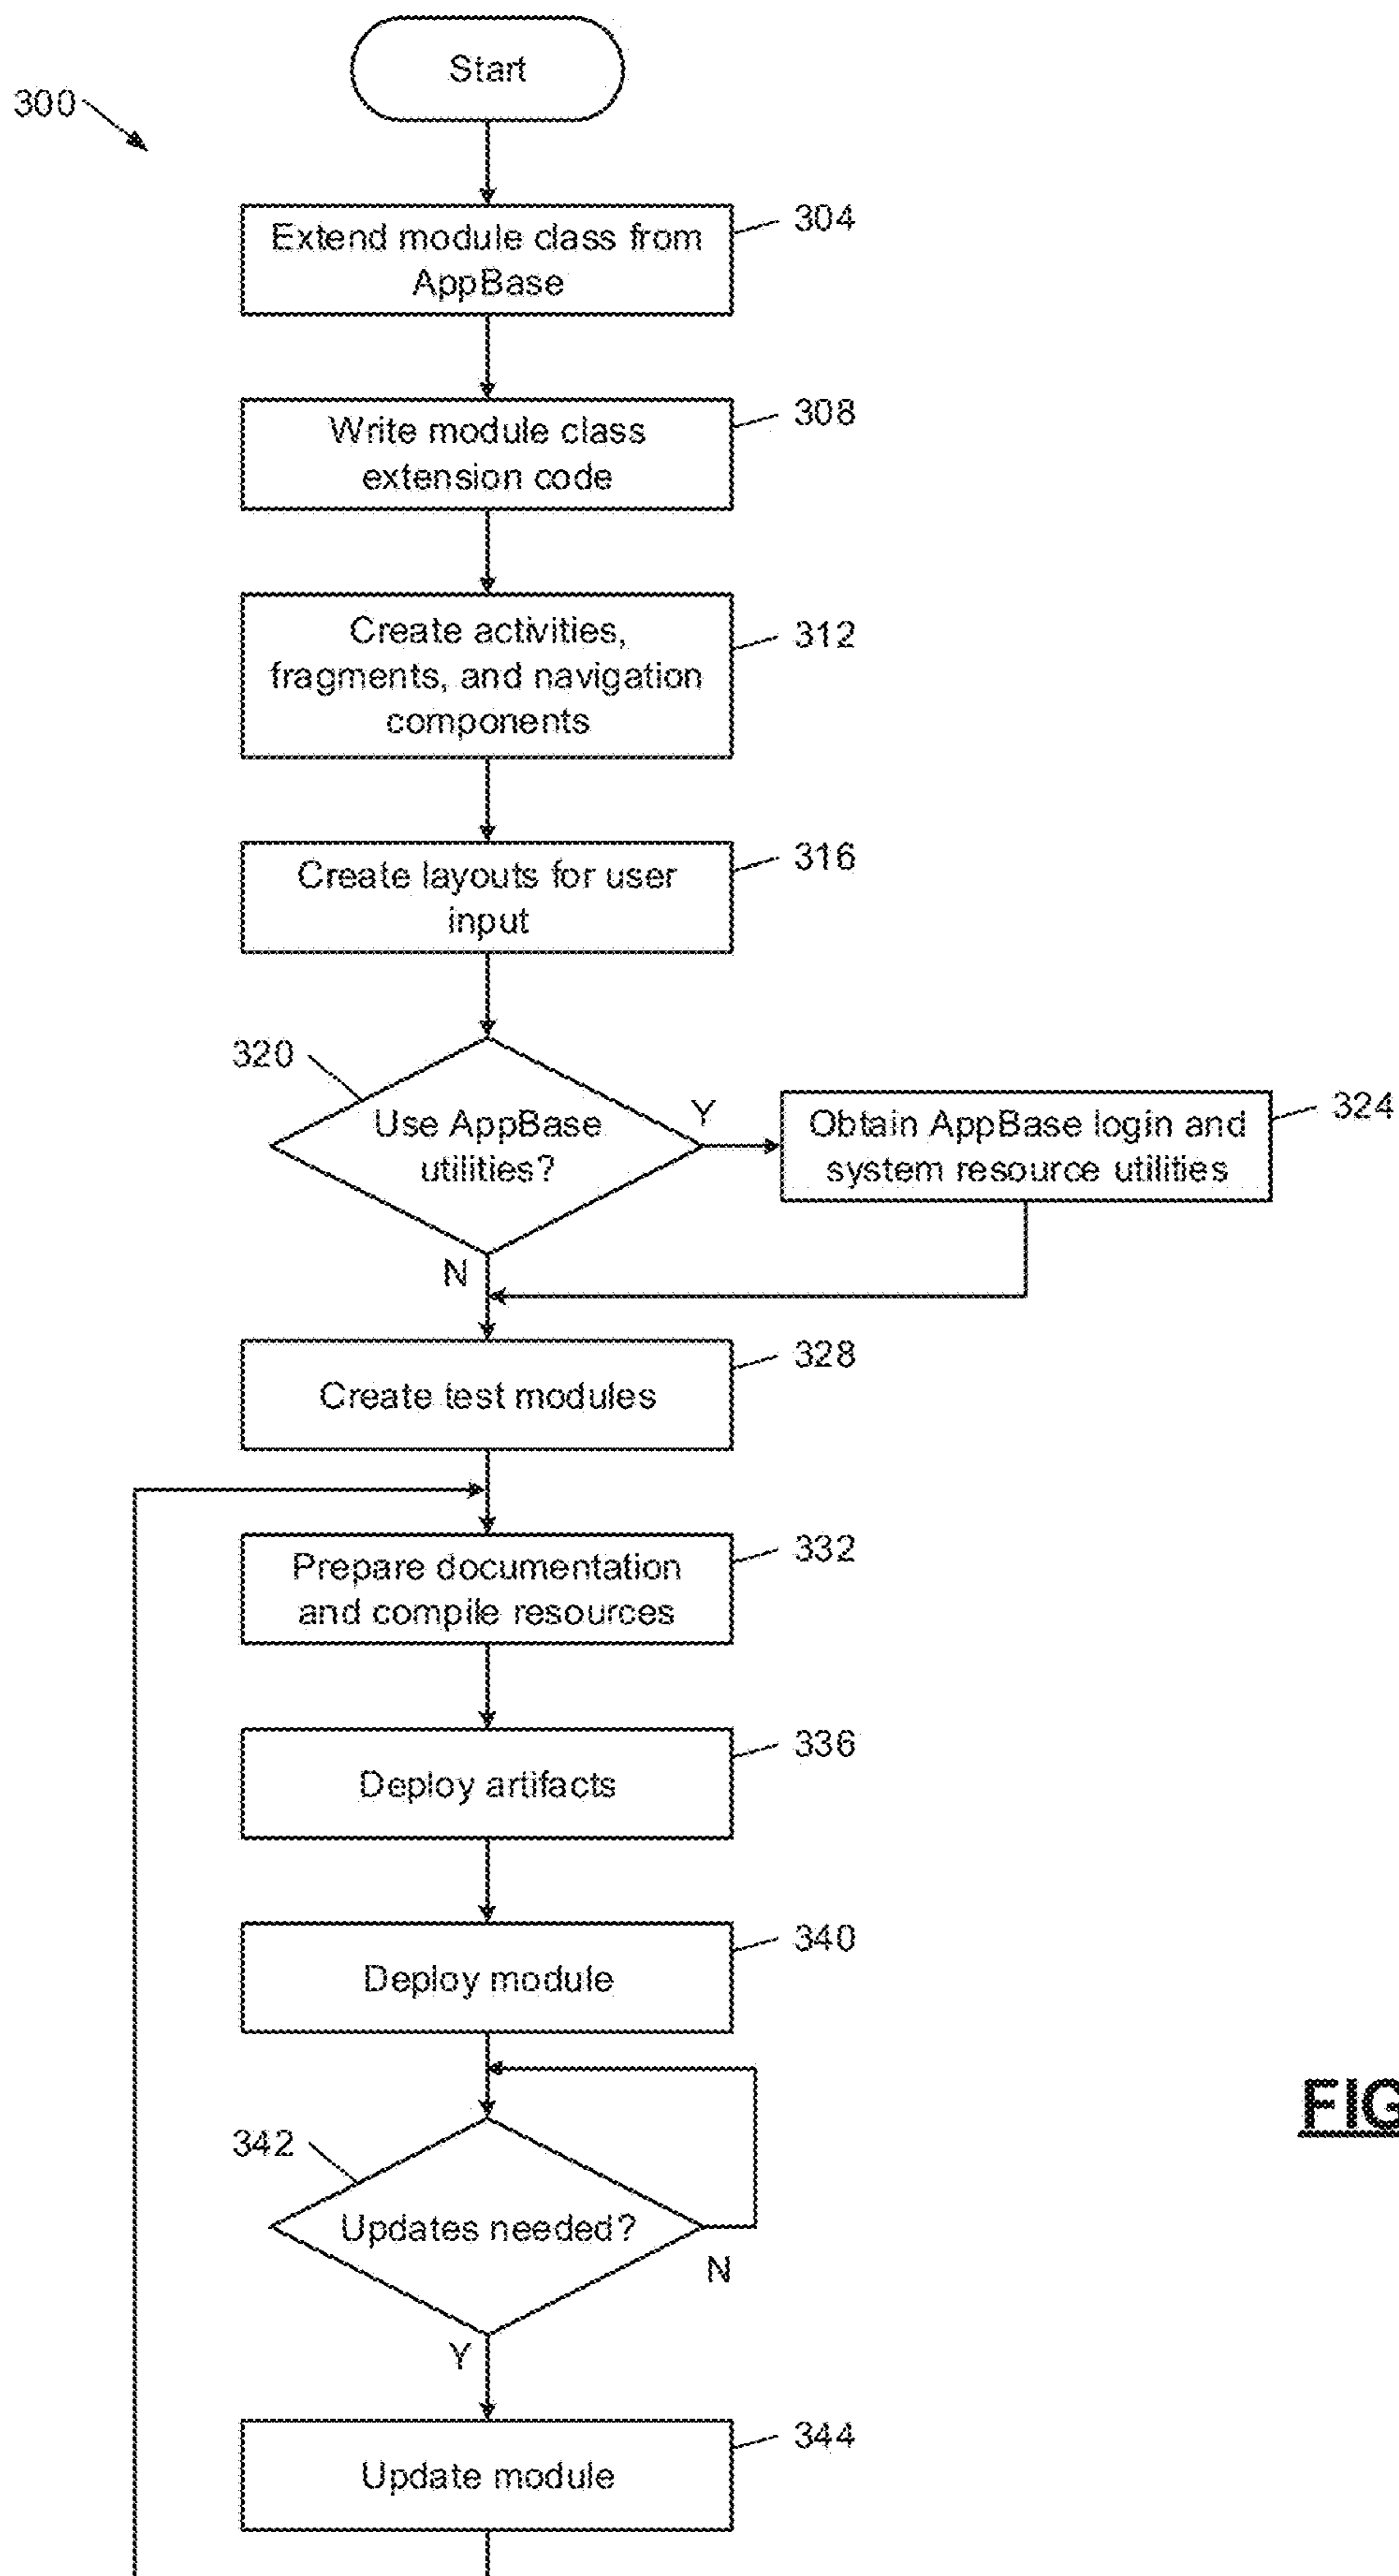 Start
300
304
Extend module class from
AppBase
308
Write module class
extension code
312
Create activities,
fragments, and navigation
components
316
Create layouts for user
input
320
Use AppBase
utilities?
Y
324
Obtain AppBase login and
system resource utilities
N
328
Create test modules
332
Prepare documentation
and compile resources
336
Deploy artifacts
340
Deploy module
FIG
342
Updates needed?
N
Y
344
Update module